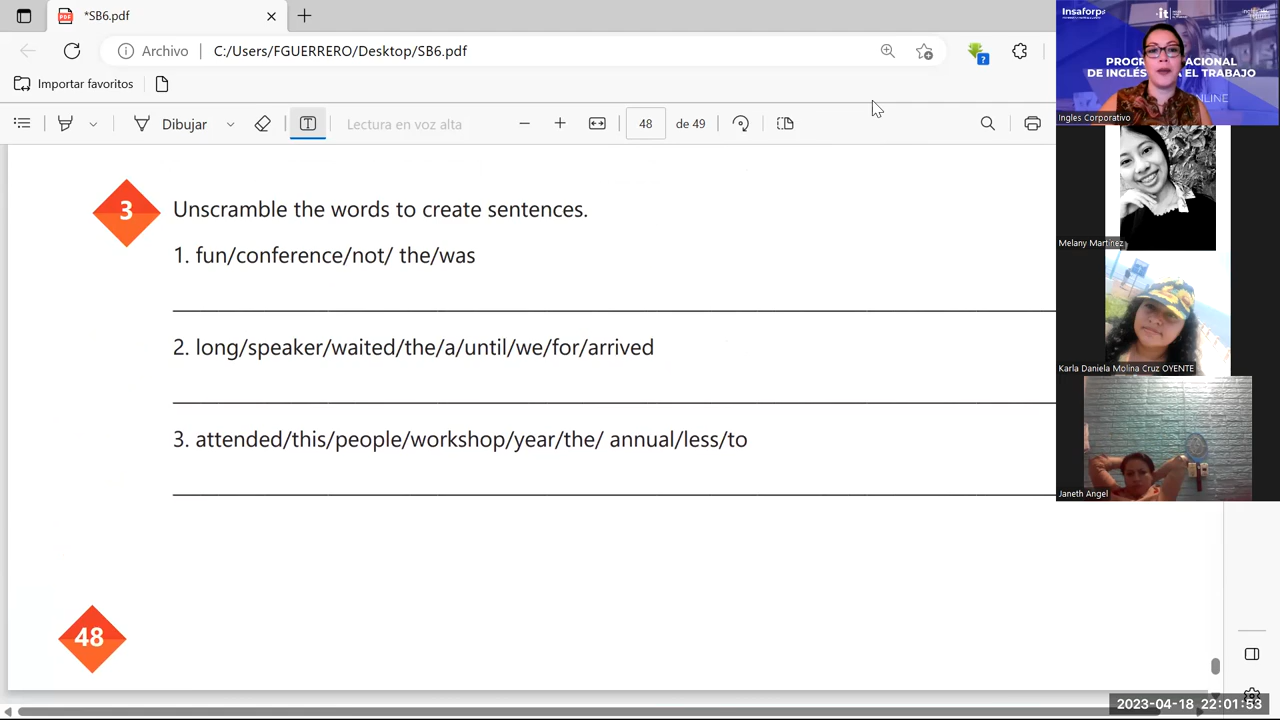 *SB6.pdf
Archivo C:/Users/FGUERRERO/Desktop/SB6.pdf
Importar favoritos
Dibujar Lectura en voz alta 48 de 49
3 Unscramble the words to create sentences.
1. fun/conference/not/ the/was
2. long/speaker/waited/the/a/until/we/for/arrived
3. attended/this/people/workshop/year/the/ annual/less/to
48
Insaforp
Ingles Corporativo
Melany Martinez
Karla Daniela Molina Cruz OYENTE
Janeth Angel
2023-04-18 22:01:53